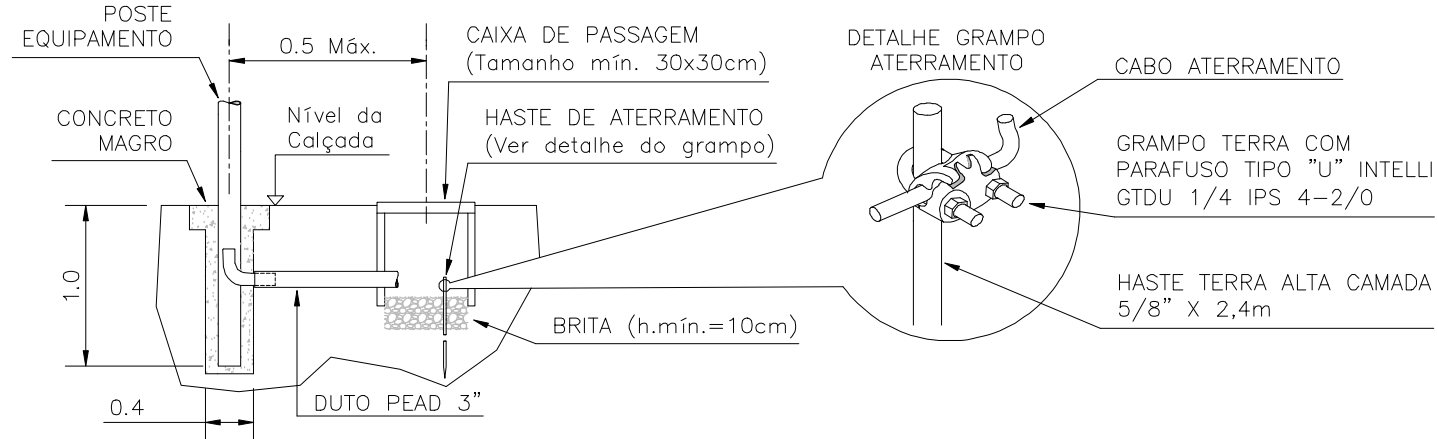 POSTE
EQUIPAMENTO
0.5 Máx.
CAIXA DE PASSAGEM
(Tamanho mín. 30x30cm)
DETALHE GRAMPO
ATERRAMENTO
CABO ATERRAMENTO
CONCRETO
MAGRO
Nível da
Calçada
HASTE DE ATERRAMENTO
(Ver detalhe do grampo)
GRAMPO TERRA COM
PARAFUSO TIPO "U" INTELLI
GTDU 1/4 IPS 4-2/0
1.0
HASTE TERRA ALTA CAMADA
5/8" X 2,4m
BRITA (h.mín.=10cm)
0.4
DUTO PEAD 3"